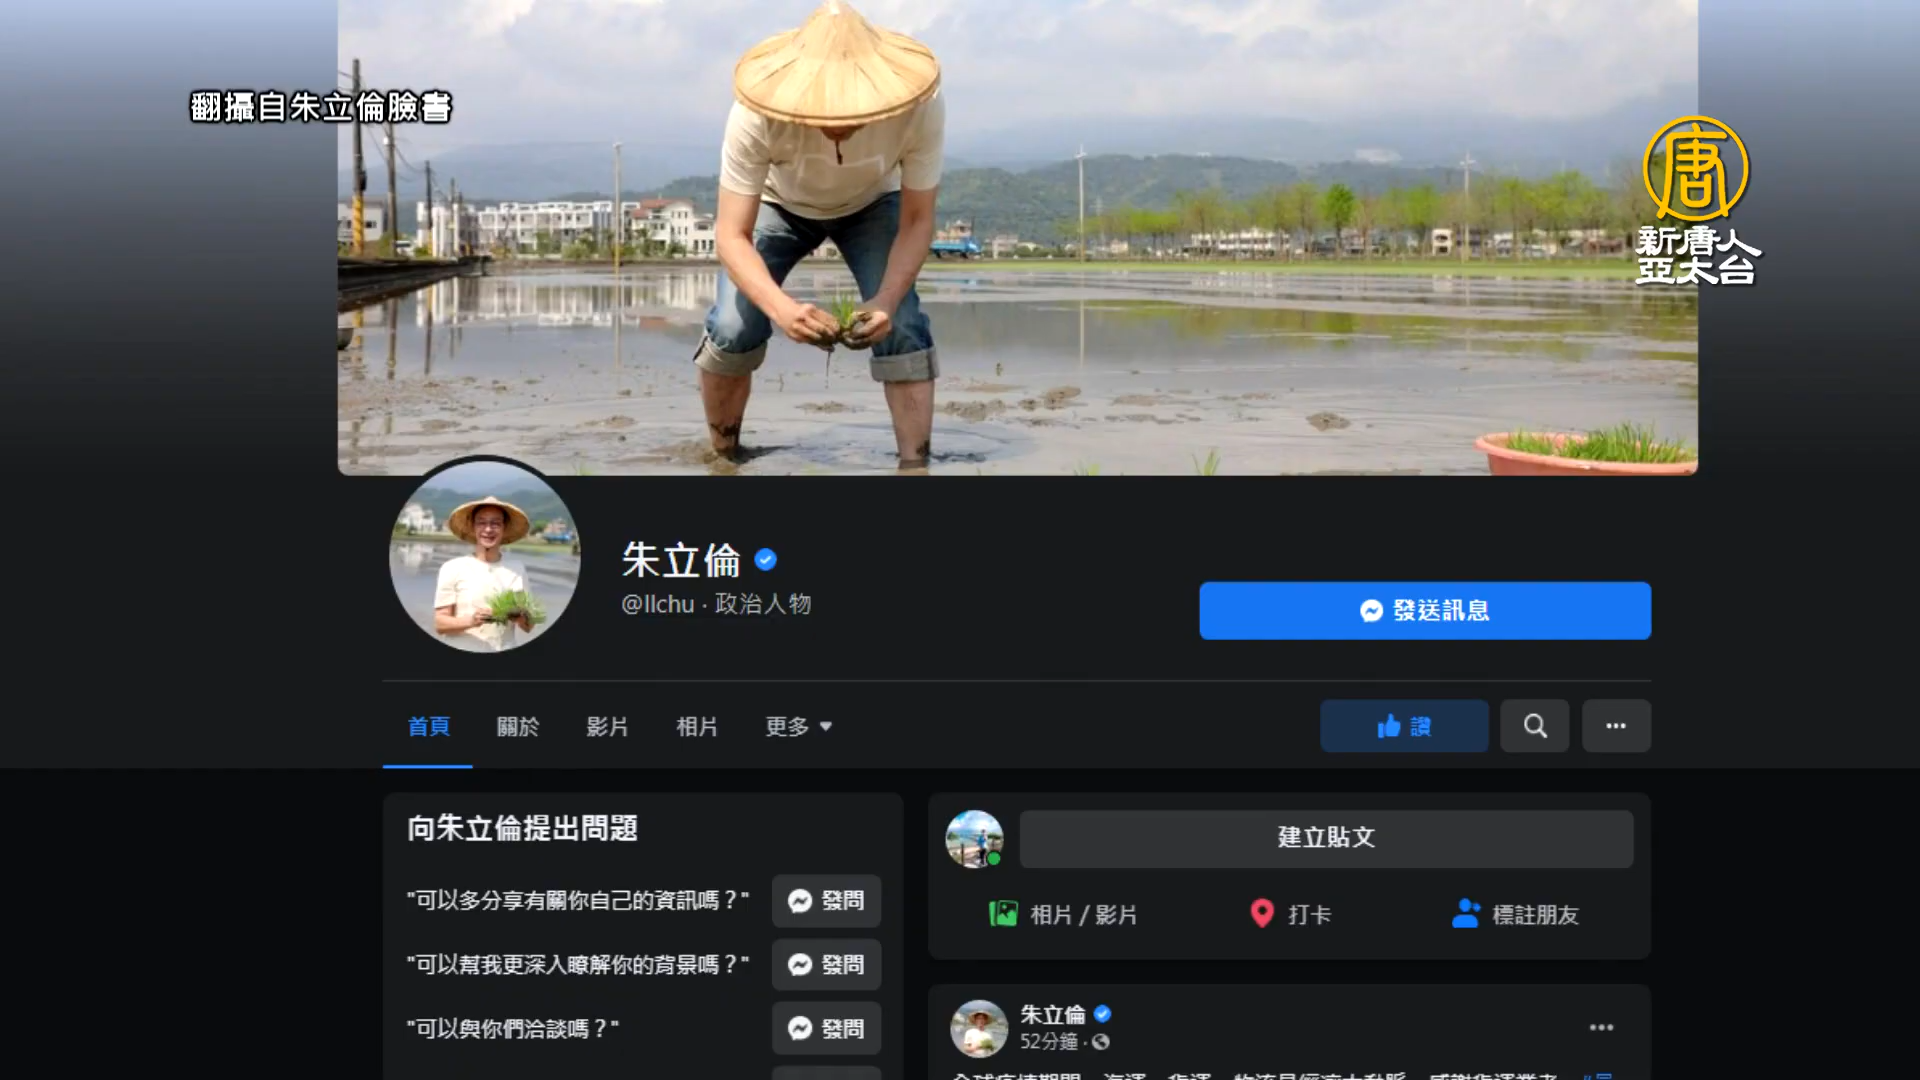 翻攝自朱立倫臉書
唐
新唐人
亞太台
朱立倫
@llchu · 政治人物
發送訊息
首頁
關於
影片
相片
更多
讚
向朱立倫提出問題
"可以多分享有關你自己的資訊嗎？"
發問
"可以幫我更深入瞭解你的背景嗎？"
發問
"可以與你們洽談嗎？"
發問
建立貼文
相片 / 影片
打卡
標註朋友
朱立倫
52分鐘